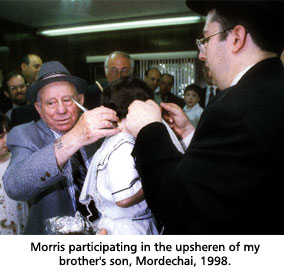 Morris participating in the upsheren of my
brother's son, Mordechai, 1998.